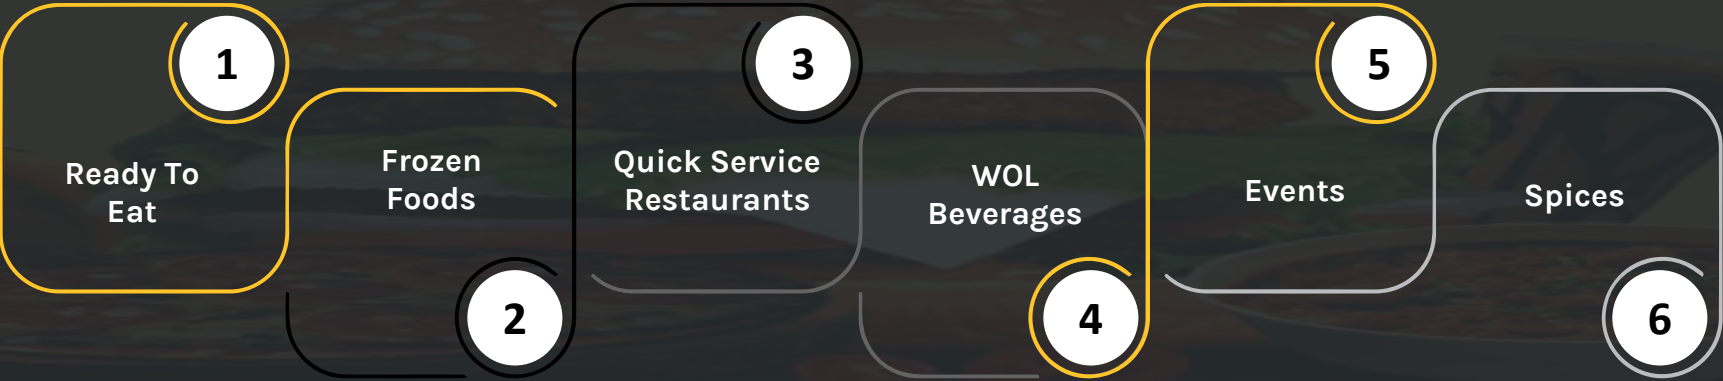 1
Ready To
Eat
2
Frozen
Foods
3
Quick Service
Restaurants
4
WOL
Beverages
5
Events
6
Spices